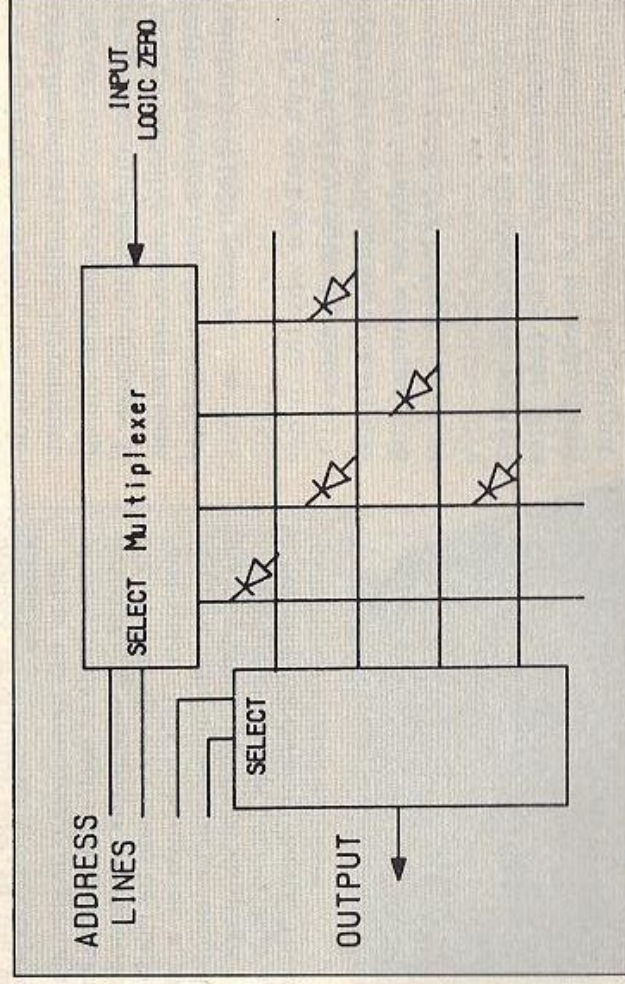 ADDRESS
LINES
SELECT Multiplexer
INPUT
LOGIC ZERO
SELECT
OUTPUT